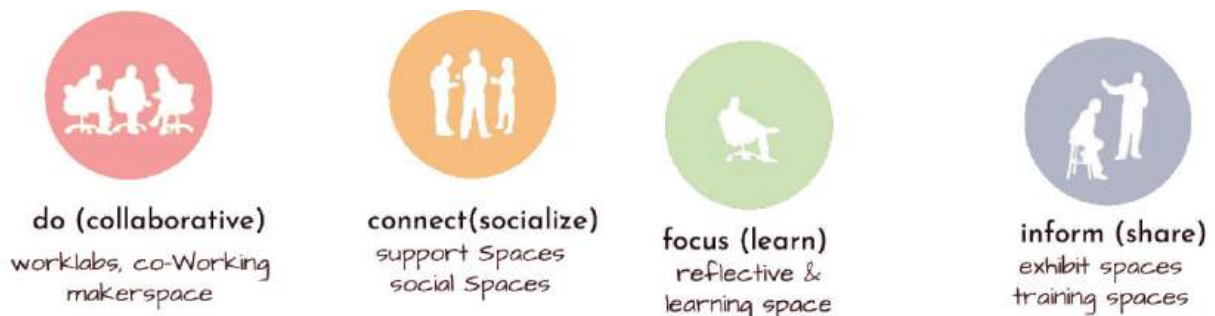 do (collaborative)
worklabs, co-Working
makerspace
connect(socialize)
support Spaces
social Spaces
focus (learn)
reflective &
learning space
inform (share)
exhibit spaces
training spaces